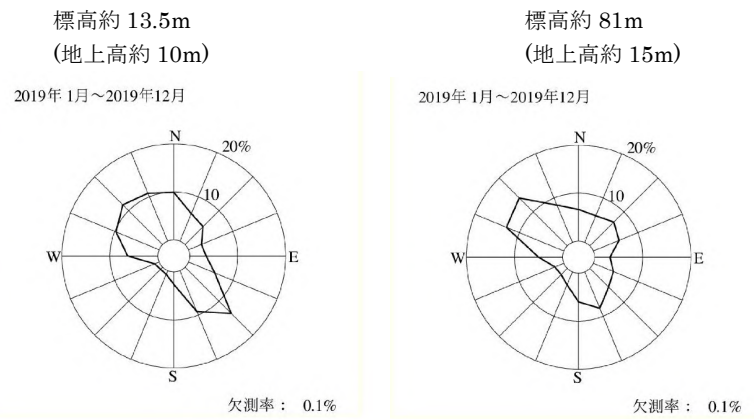 標高約 13.5m
(地上高約 10m)
2019年 1月～2019年12月
N
20%
10
W
E
S
欠測率： 0.1%
標高約 81m
(地上高約 15m)
2019年 1月～2019年12月
N
20%
10
W
E
S
欠測率： 0.1%